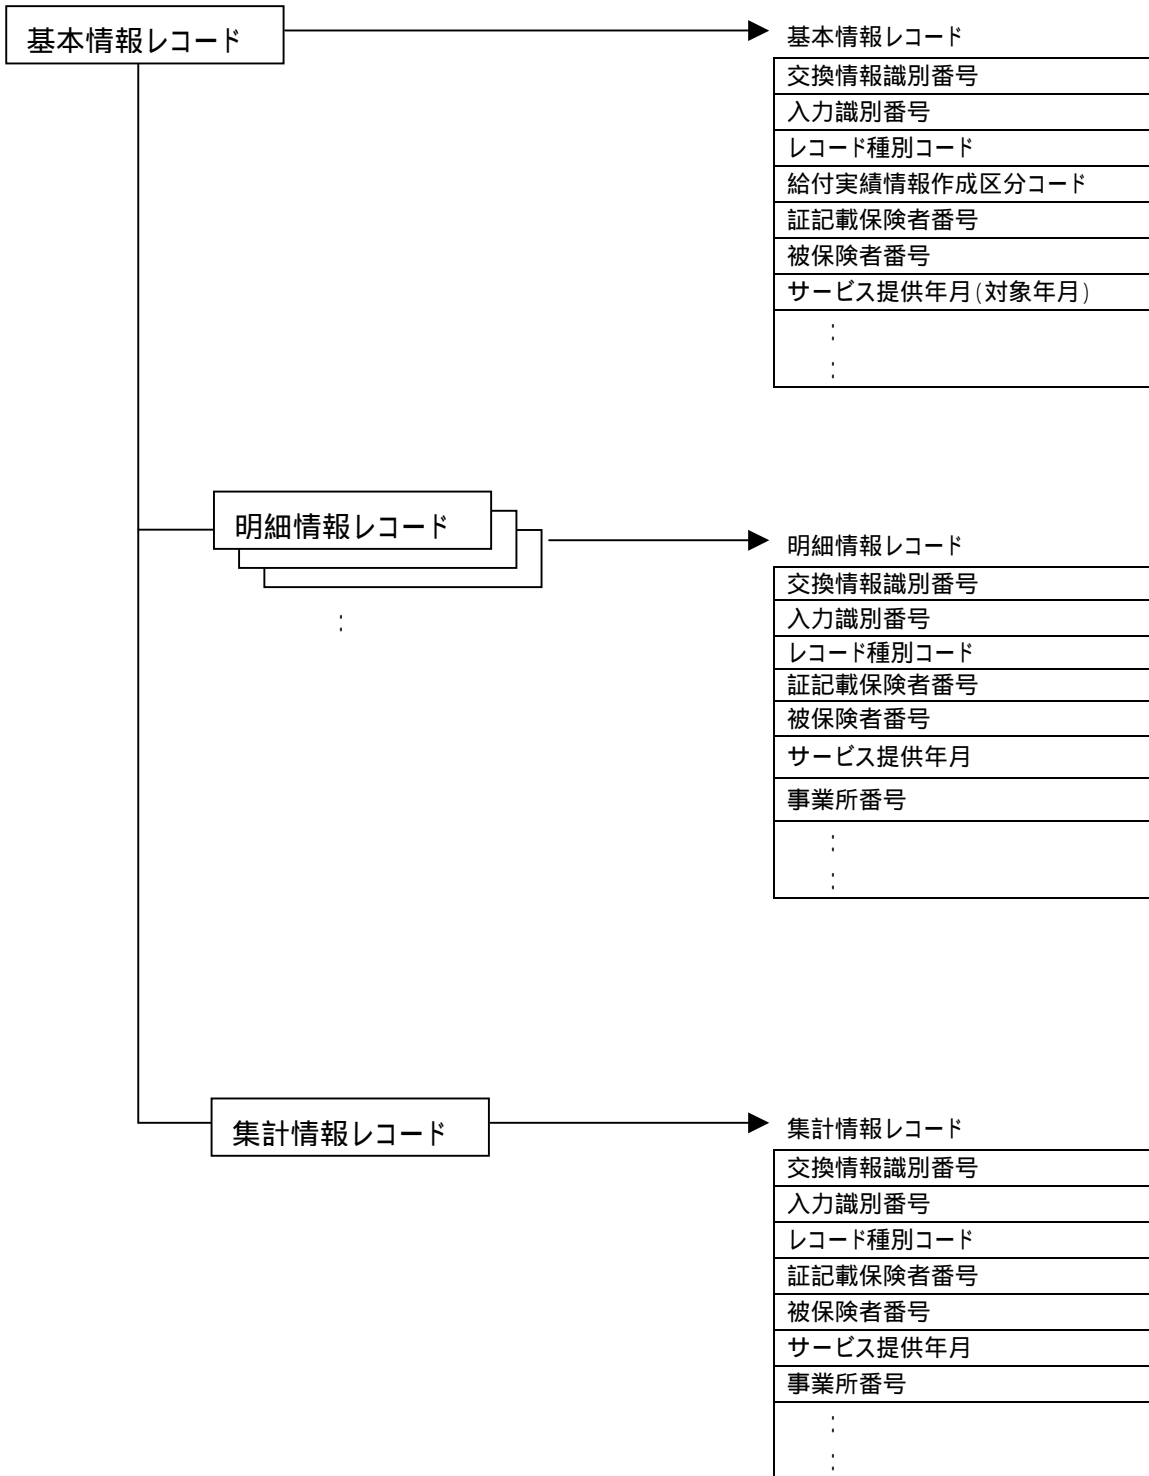 基本情報レコード
基本情報レコード
交換情報識別番号
入力識別番号
レコード種別コード
給付実績情報作成区分コード
証記載保険者番号
被保険者番号
サービス提供年月(対象年月)
:
:
明細情報レコード
:
明細情報レコード
交換情報識別番号
入力識別番号
レコード種別コード
証記載保険者番号
被保険者番号
サービス提供年月
事業所番号
:
:
集計情報レコード
集計情報レコード
交換情報識別番号
入力識別番号
レコード種別コード
証記載保険者番号
被保険者番号
サービス提供年月
事業所番号
:
: